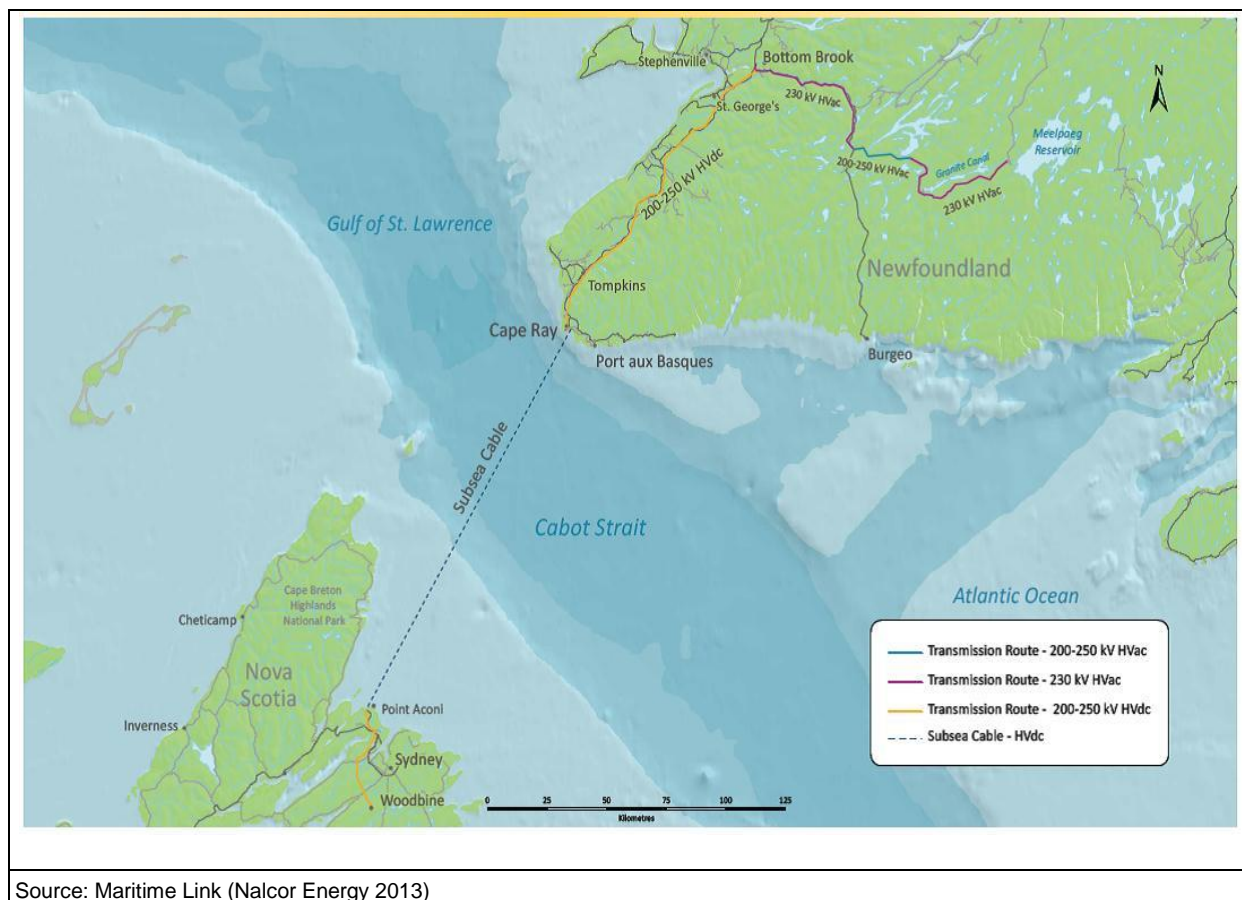 Stephenville
Bottom Brook
N
St. George's
230 kV HVac
Meelpaeg
Reservoir
200-250 kV HVac
Granite Canal
230 kV HVac
200-250 kV HVdc
Gulf of St. Lawrence
Newfoundland
Tompkins
Cape Ray
Port aux Basques
Burgeo
Subsea Cable
Cabot Strait
Cape Breton
Highlands
National Park
Atlantic Ocean
Cheticamp
Nova
Scotia
Transmission Route - 200-250 kV HVac
Transmission Route - 230 kV HVac
Transmission Route - 200-250 kV HVdc
Subsea Cable - HVdc
Point Aconi
Inverness
Sydney
Woodbine
0 25 50 75 100 125
Kilometres
Source: Maritime Link (Nalcor Energy 2013)